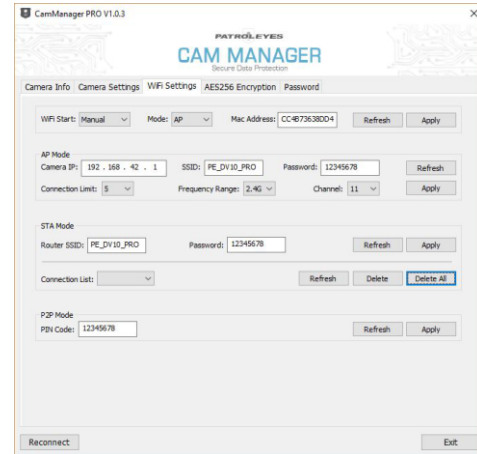 CamManager PRO V1.0.3
PATROLEYES
CAM MANAGER
Secure Data Protection
Camera Info Camera Settings WiFi Settings AES256 Encryption Password
WiFi Start: Manual Mode: AP Mac Address: CC4B73638DD4 Refresh Apply
AP Mode
Camera IP: 192 . 168 . 42 . 1 SSID: PE_DV10_PRO Password: 12345678 Refresh
Connection Limit: 5 Frequency Range: 2.4G Channel: 11 Apply
STA Mode
Router SSID: PE_DV10_PRO Password: 12345678 Refresh Apply
Connection List: Refresh Delete Delete All
P2P Mode
PIN Code: 12345678 Refresh Apply
Reconnect Exit